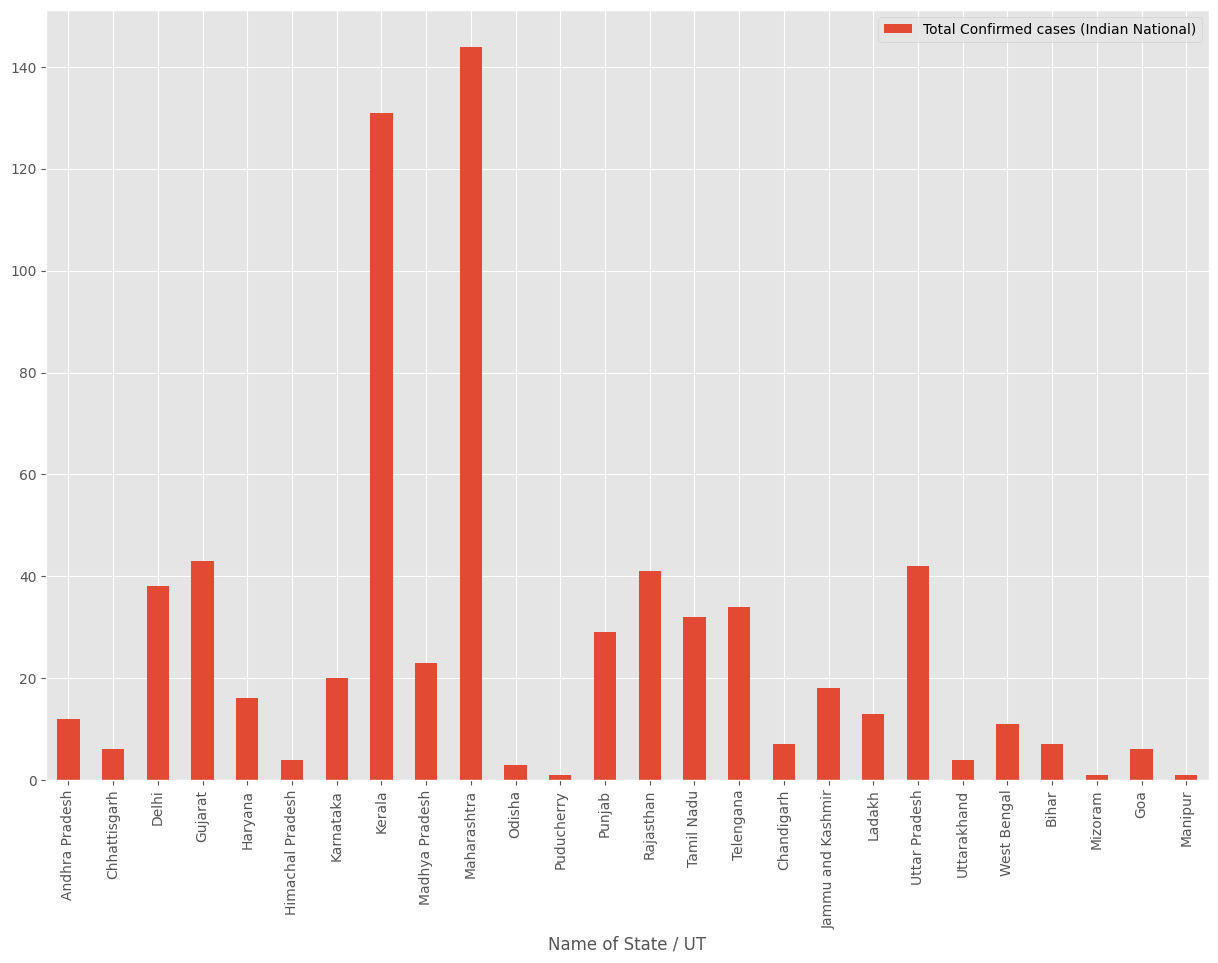 Total Confirmed cases (Indian National)
140
120
100
80
60
40
20
0
Andhra Pradesh
Chhattisgarh
Delhi
Gujarat
Haryana
Himachal Pradesh
Karnataka
Kerala
Madhya Pradesh
Maharashtra
Odisha
Puducherry
Punjab
Rajasthan
Tamil Nadu
Telengana
Chandigarh
Jammu and Kashmir
Ladakh
Uttar Pradesh
Uttarakhand
West Bengal
Bihar
Mizoram
Goa
Manipur
Name of State / UT